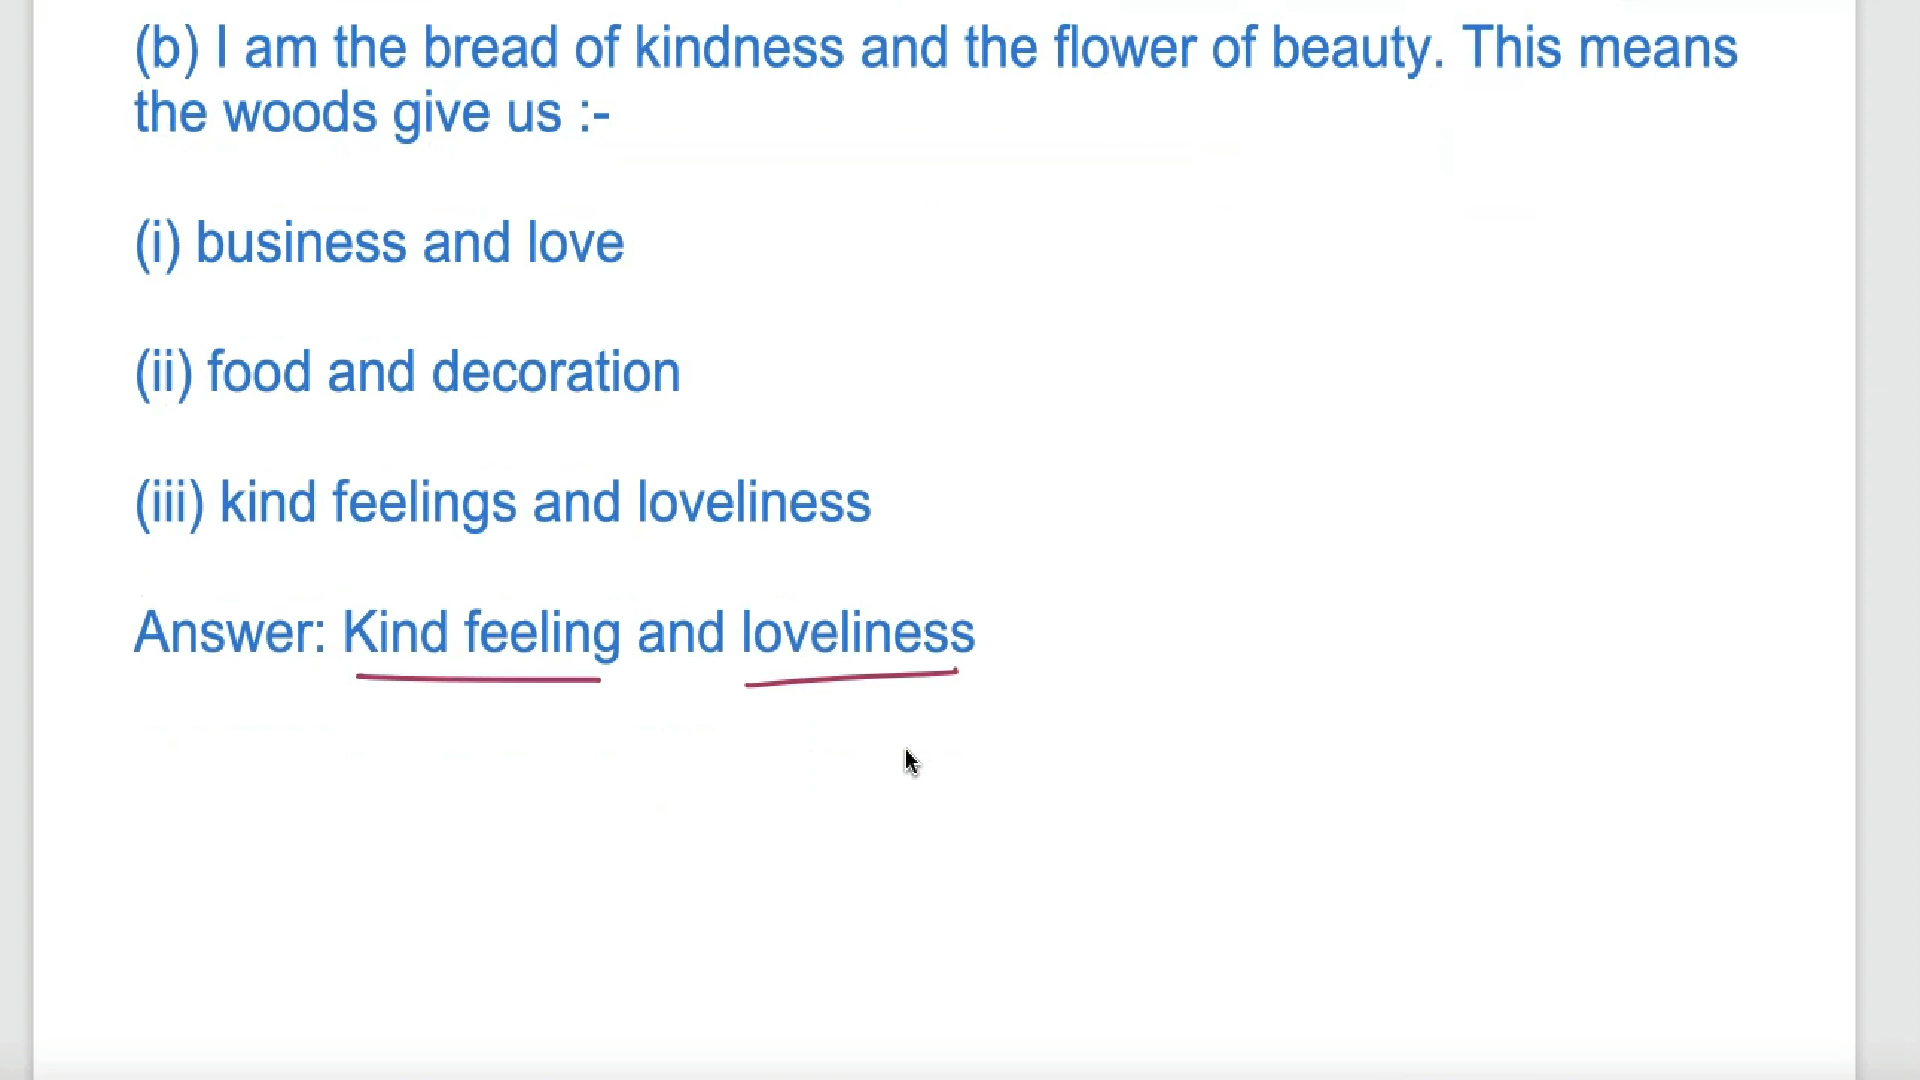 (b) I am the bread of kindness and the flower of beauty. This means
the woods give us :-
(i) business and love
(ii) food and decoration
(iii) kind feelings and loveliness
Answer: Kind feeling and loveliness